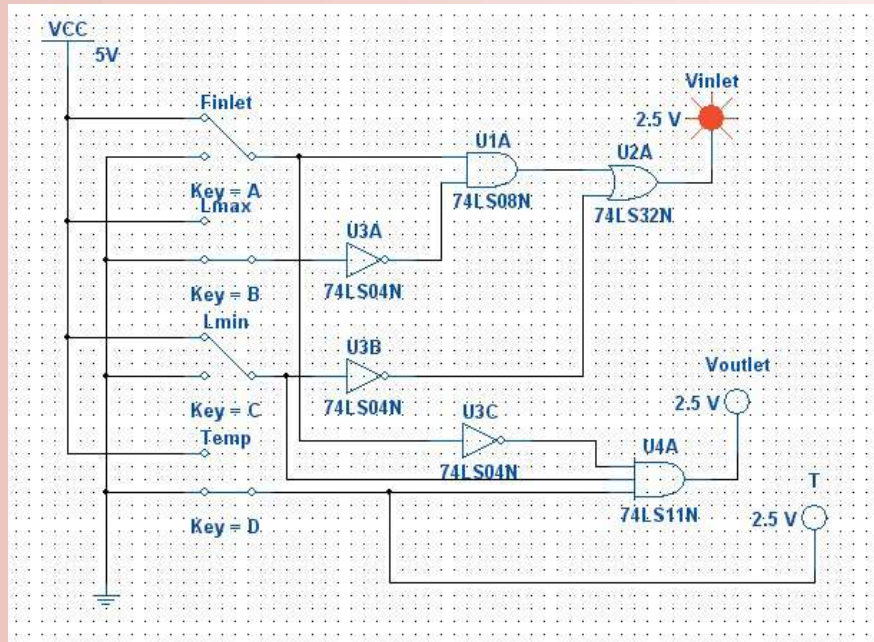 VCC
5V
Finlet
Key = A
Lmax
Key = B
Lmin
Key = C
Temp
Key = D
U3A
74LS04N
U3B
74LS04N
U3C
74LS04N
U1A
74LS08N
U2A
74LS32N
Vinlet
2.5 V
Voutlet
2.5 V
U4A
74LS11N
T
2.5 V